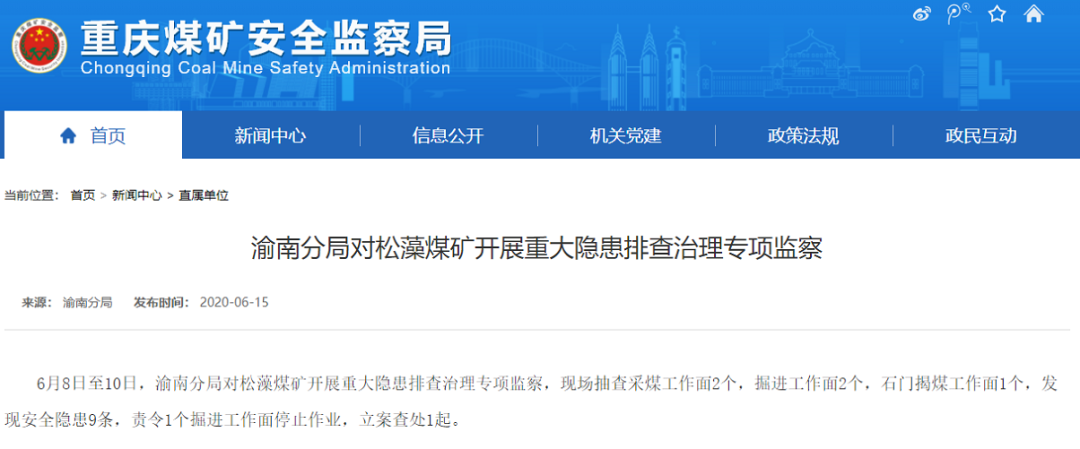 重庆煤矿安全监察局
Chongqing Coal Mine Safety Administration
首页
新闻中心
信息公开
机关党建
政策法规
政民互动
当前位置： 首页 > 新闻中心 > 直属单位
渝南分局对松藻煤矿开展重大隐患排查治理专项监察
来源： 渝南分局 发布时间： 2020-06-15
6月8日至10日，渝南分局对松藻煤矿开展重大隐患排查治理专项监察，现场抽查采煤工作面2个，掘进工作面2个，石门揭煤工作面1个，发
现安全隐患9条，责令1个掘进工作面停止作业，立案查处1起。